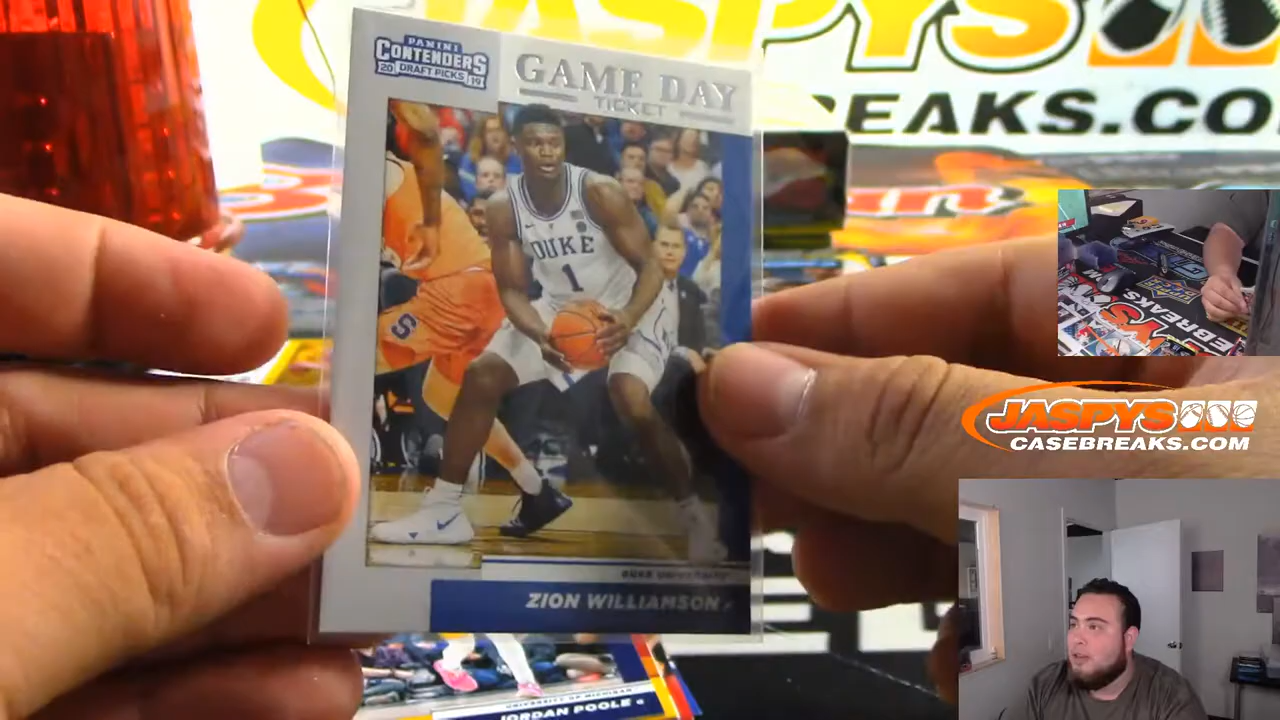 JASPYS
EAKS.CO
PANINI
CONTENDERS
20 DRAFT PICKS 19
GAME DAY
TICKET
DUKE
1
S
DUKE UNIVERSITY
ZION WILLIAMSON
UNIVERSITY OF MICHIGAN
JORDAN POOLE
JASPYS
CASEBREAKS.COM